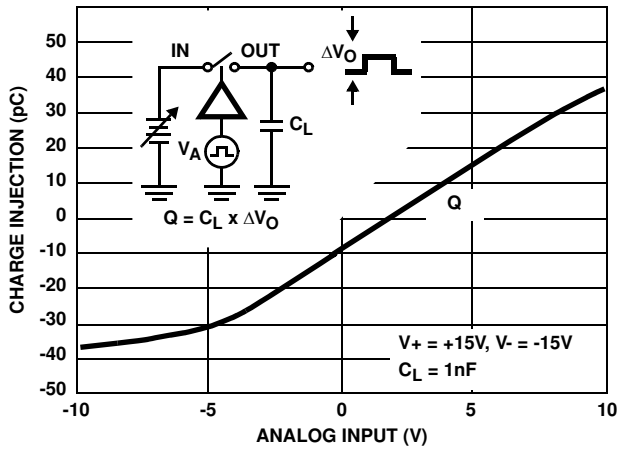 CHARGE INJECTION (pC)
50
40
30
20
10
0
-10
-20
-30
-40
-50
IN
OUT
ΔVO
CL
VA
Q = CL x ΔVO
Q
V+ = +15V, V- = -15V
CL = 1nF
-10
-5
0
5
10
ANALOG INPUT (V)